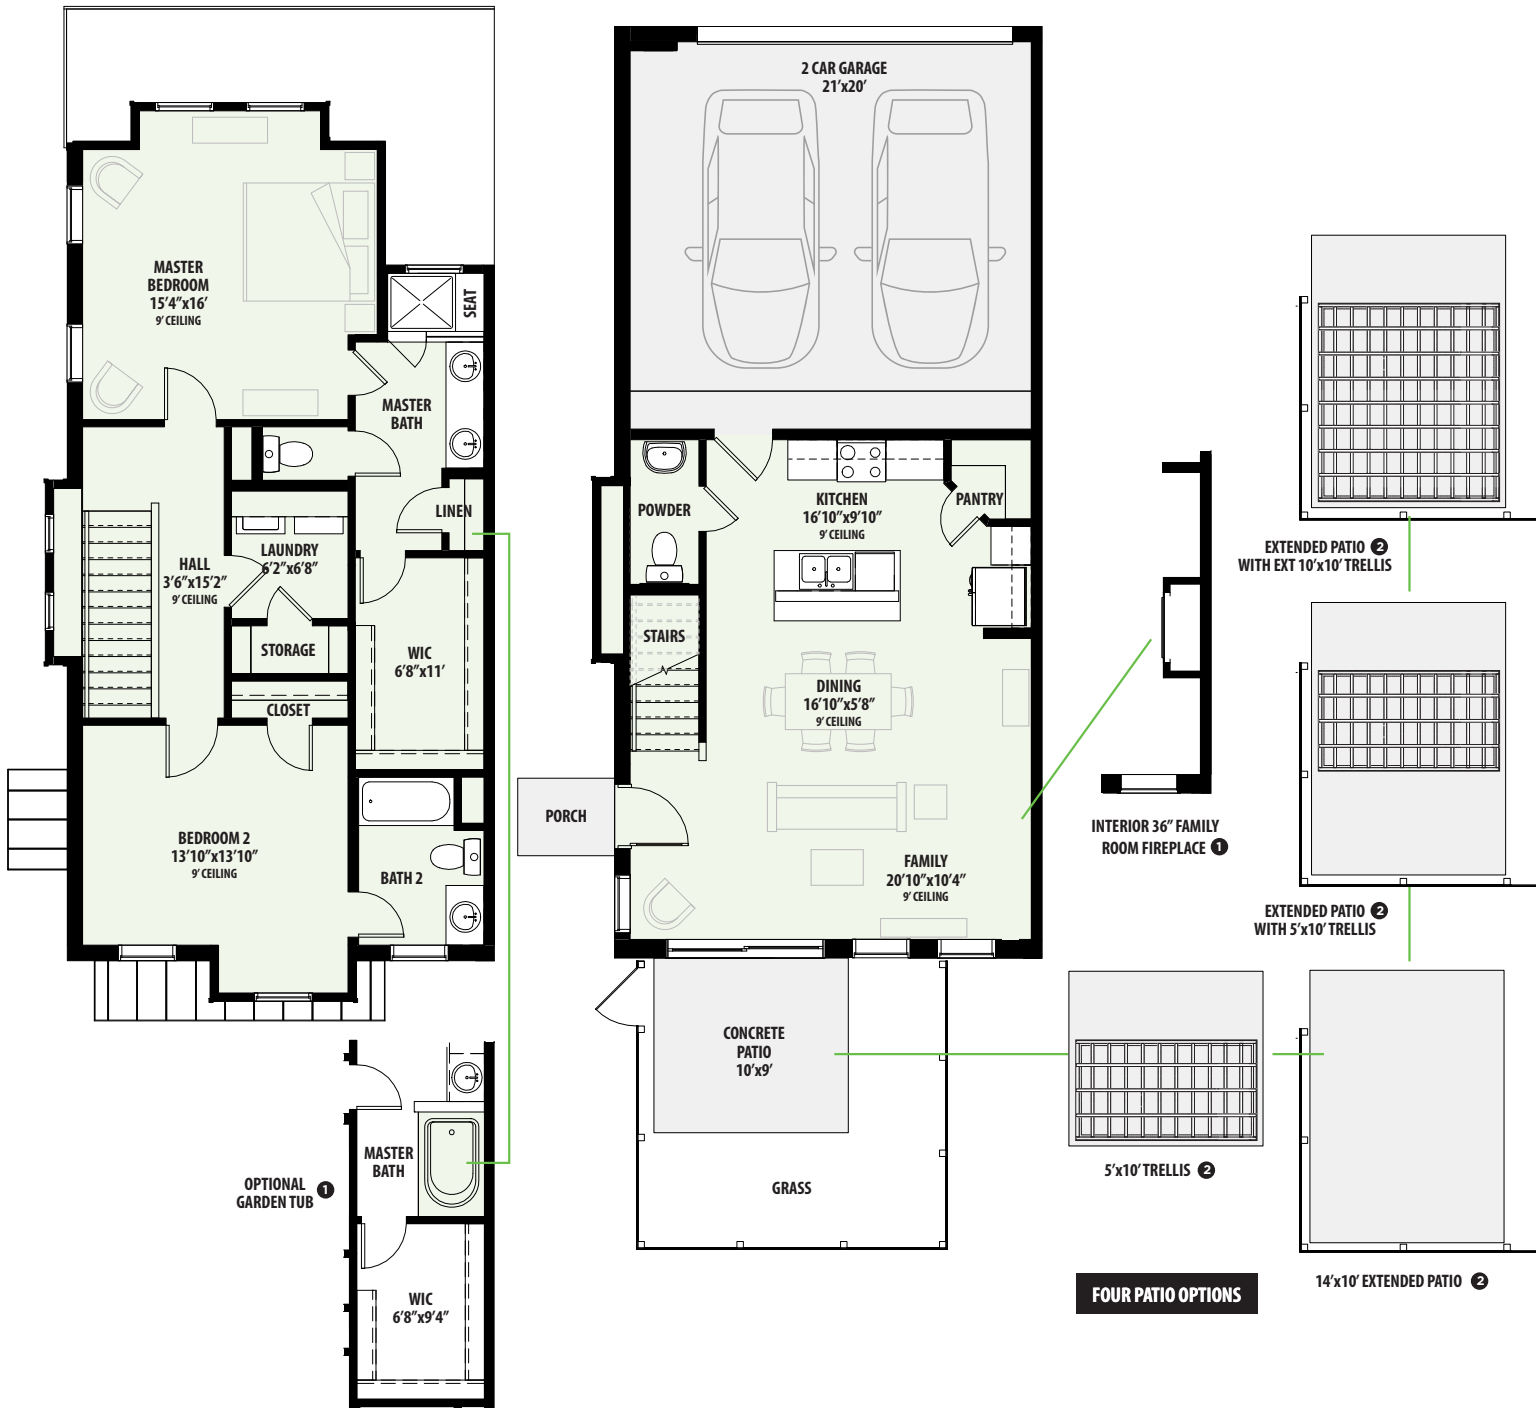 MASTER
BEDROOM
15'4"x16'
9' CEILING
SEAT
MASTER
BATH
LINEN
LAUNDRY
6'2"x6'8"
HALL
3'6"x15'2"
9' CEILING
STORAGE
WIC
6'8"x11'
CLOSET
BEDROOM 2
13'10"x13'10"
9' CEILING
BATH 2
MASTER
BATH
OPTIONAL
GARDEN TUB 1
WIC
6'8"x9'4"
2 CAR GARAGE
21'x20'
POWDER
KITCHEN
16'10"x9'10"
9' CEILING
PANTRY
STAIRS
DINING
16'10"x5'8"
9' CEILING
PORCH
FAMILY
20'10"x10'4"
9' CEILING
CONCRETE
PATIO
10'x9'
GRASS
INTERIOR 36" FAMILY
ROOM FIREPLACE 1
EXTENDED PATIO 2
WITH EXT 10'x10' TRELLIS
EXTENDED PATIO 2
WITH 5'x10' TRELLIS
5'x10' TRELLIS 2
14'x10' EXTENDED PATIO 2
FOUR PATIO OPTIONS